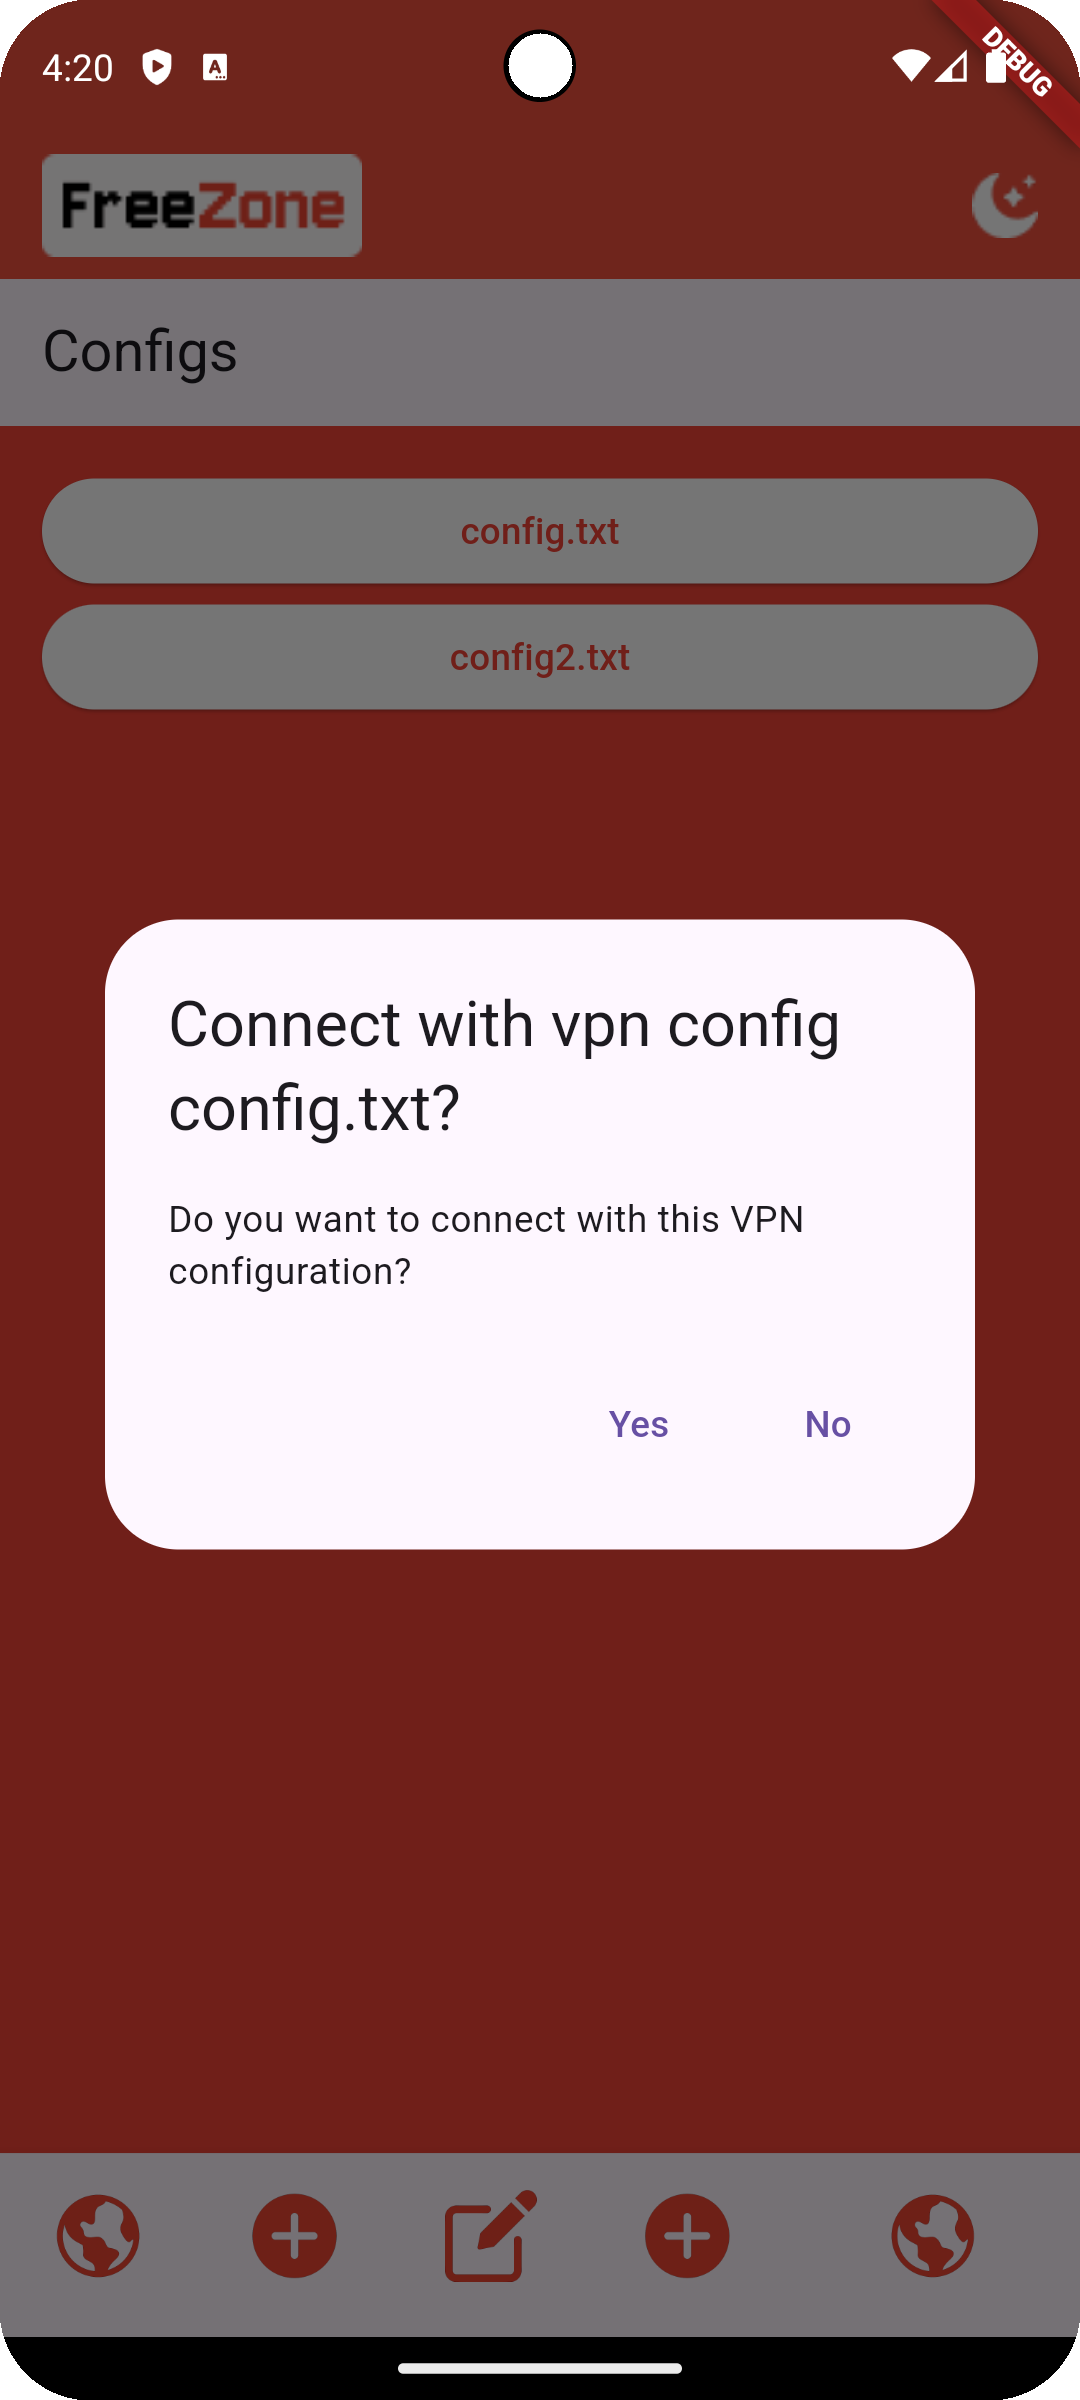 4:20
DEBUG
FreeZone
Configs
config.txt
config2.txt
Connect with vpn config
config.txt?
Do you want to connect with this VPN
configuration?
Yes No